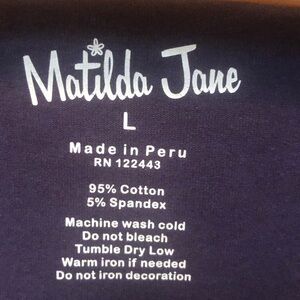 Matilda Jane
L
Made in Peru
RN 122443
95% Cotton
5% Spandex
Machine wash cold
Do not bleach
Tumble Dry Low
Warm iron if needed
Do not iron decoration